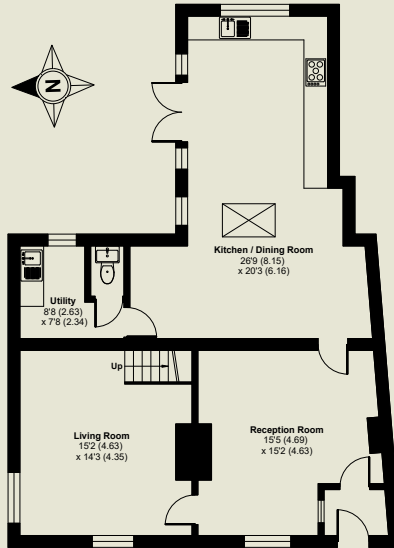 N
Kitchen / Dining Room
26'9 (8.15)
x 20'3 (6.16)
Utility
8'8 (2.63)
x 7'8 (2.34)
Up
Living Room
15'2 (4.63)
x 14'3 (4.35)
Reception Room
15'5 (4.69)
x 15'2 (4.63)